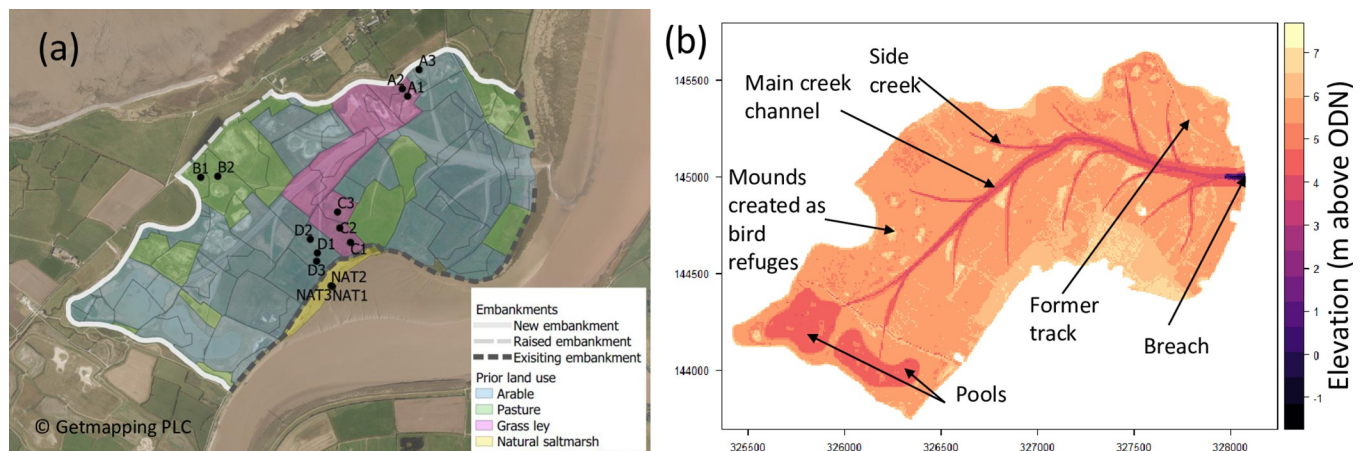 (a)
A3
A2
A1
B1
B2
C3
D2
C2
D1
C1
D3
NAT2
NAT3NAT1
Embankments
New embankment
Raised embankment
Exisiting embankment
Prior land use
Arable
Pasture
Grass ley
Natural saltmarsh
© Getmapping PLC
(b)
145500
145000
144500
144000
325500
326000
326500
327000
327500
328000
Side
creek
Main creek
channel
Mounds
created as
bird
refuges
Former
track
Breach
Pools
7
6
5
4
3
2
1
0
-1
Elevation (m above ODN)